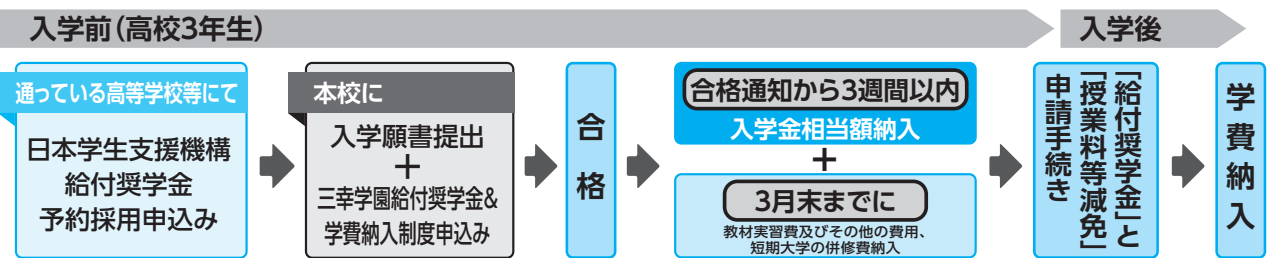 入学前(高校3年生)
入学後
通っている高等学校等にて
日本学生支援機構
給付奨学金
予約採用申込み
本校に
入学願書提出
+
三幸学園給付奨学金&
学費納入制度申込み
合格
合格通知から3週間以内
入学金相当額納入
+
3月末までに
教材実習費及びその他の費用、
短期大学の併修費納入
「給付奨学金」と
「授業料等減免」
申請手続き
学費納入